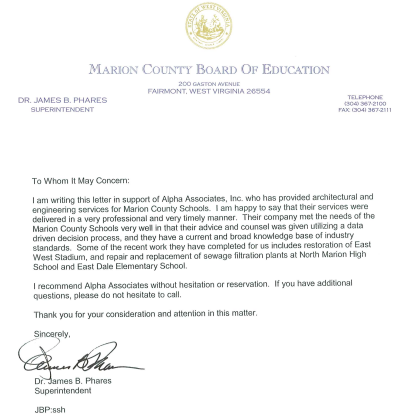 MARION COUNTY BOARD OF EDUCATION
200 GASTON AVENUE
FAIRMONT, WEST VIRGINIA 26554
DR. JAMES B. PHARES
SUPERINTENDENT
TELEPHONE
(304) 367-2100
FAX: (304) 367-2111
To Whom It May Concern:
I am writing this letter in support of Alpha Associates, Inc. who has provided architectural and
engineering services for Marion County Schools. I am happy to say that their services were
delivered in a very professional and very timely manner. Their company met the needs of the
Marion County Schools very well in that their advice and counsel was given utilizing a data
driven decision process, and they have a current and broad knowledge base of industry
standards. Some of the recent work they have completed for us includes restoration of East
West Stadium, and repair and replacement of sewage filtration plants at North Marion High
School and East Dale Elementary School.
I recommend Alpha Associates without hesitation or reservation. If you have additional
questions, please do not hesitate to call.
Thank you for your consideration and attention in this matter.
Sincerely,
James B Phares
Dr. James B. Phares
Superintendent
JBP:ssh